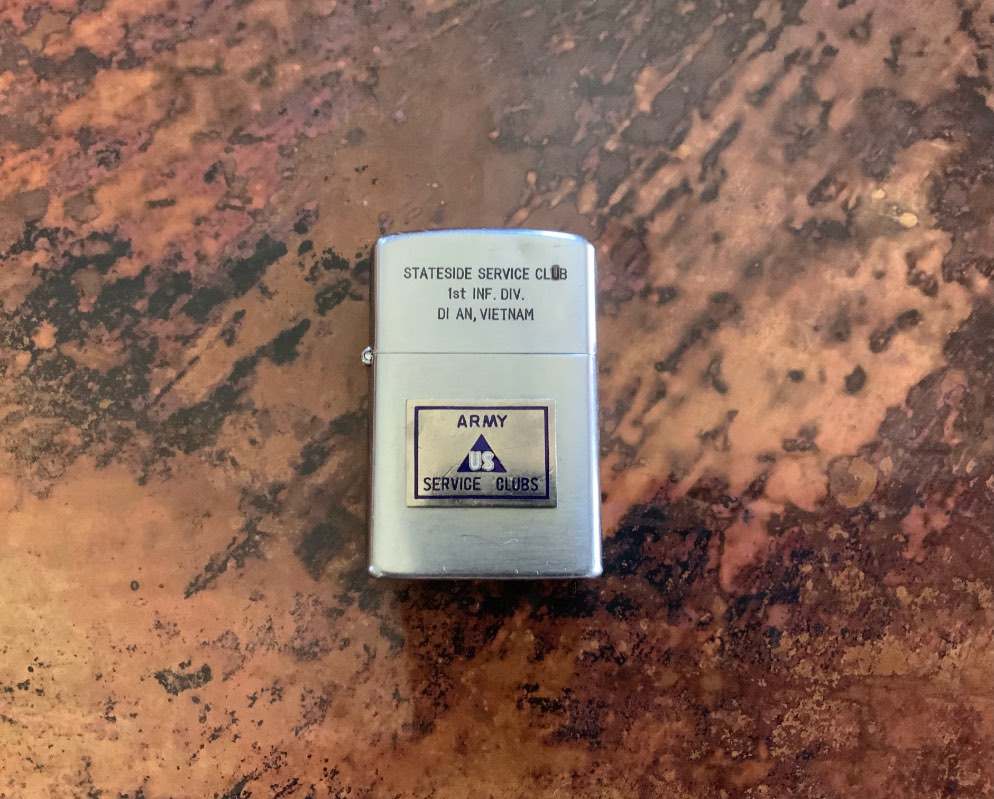 STATESIDE SERVICE CLUB
1st INF. DIV.
DI AN, VIETNAM
ARMY
US
SERVICE CLUBS